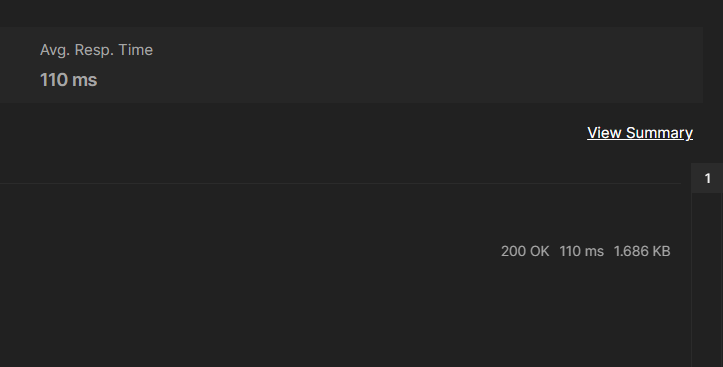 Avg. Resp. Time
110 ms
View Summary
1
200 OK 110 ms 1.686 KB